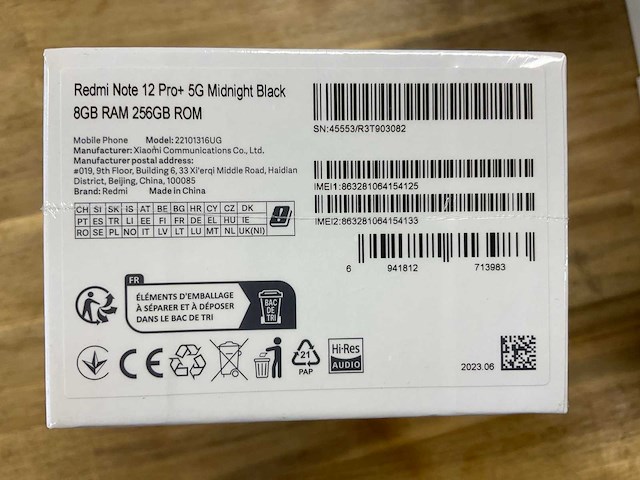 Redmi Note 12 Pro+ 5G Midnight Black
8GB RAM 256GB ROM
SN:45553/R3T903082
Mobile Phone Model: 22101316UG
Manufacturer: Xiaomi Communications Co., Ltd.
Manufacturer postal address:
#019, 9th Floor, Building 6, 33 Xi'erqi Middle Road, Haidian
District, Beijing, China, 100085
Brand: Redmi Made in China
IMEI1:863281064154125
IMEI2:863281064154133
CH SI SK IS AT BE BG HR CY CZ DK
PT ES TR LI EE FI FR DE EL HU IE
RO SE PL NO IT LV LT LU MT NL UK(NI)
6 941812 713983
FR
ÉLÉMENTS D'EMBALLAGE
À SÉPARER ET À DÉPOSER
DANS LE BAC DE TRI
BAC
DE
TRI
CE
21
PAP
Hi-Res
AUDIO
2023.06